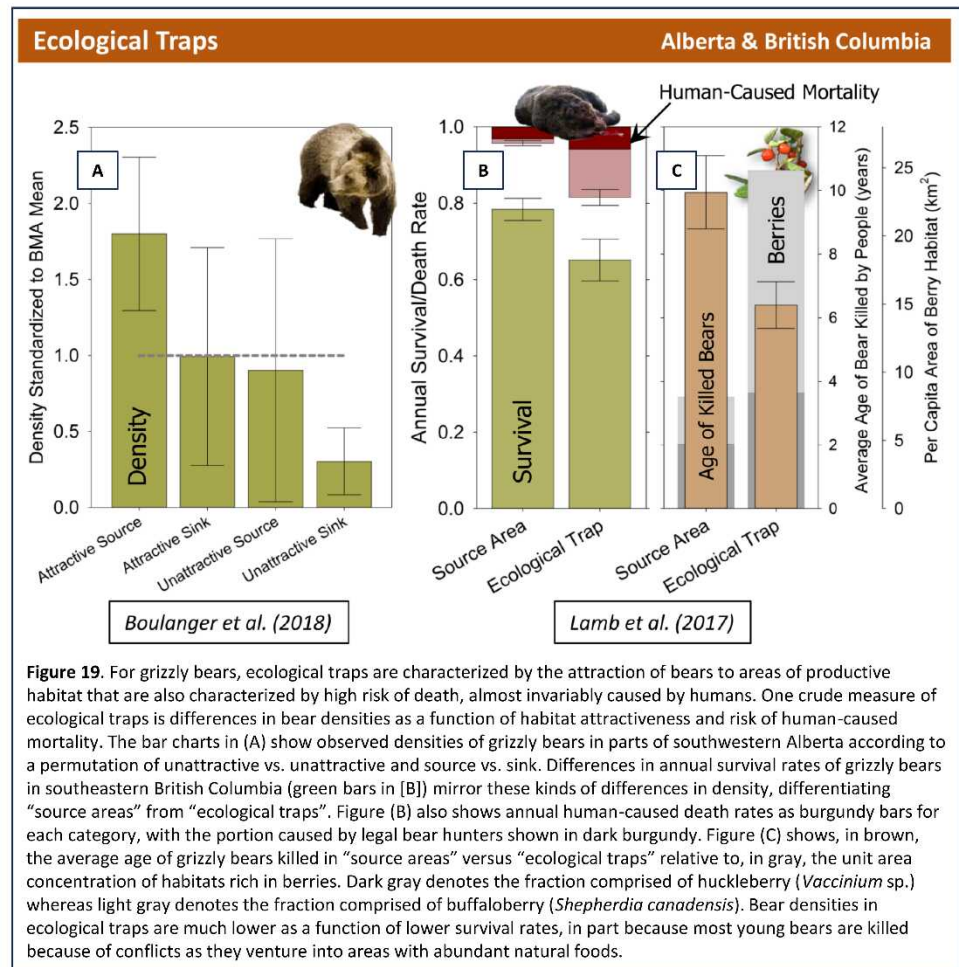 Ecological Traps
Alberta & British Columbia
Human-Caused Mortality
A
Density Standardized to BMA Mean
2.5
2.0
1.5
1.0
0.5
0.0
Density
Attractive Source
Attractive Sink
Unattractive Source
Unattractive Sink
Boulanger et al. (2018)
B
Annual Survival/Death Rate
1.0
0.8
0.6
0.4
0.2
0.0
Survival
Source Area
Ecological Trap
C
Age of Killed Bears
Berries
Source Area
Ecological Trap
12
10
8
6
4
2
0
Average Age of Bear Killed by People (years)
25
20
15
10
5
0
Per Capita Area of Berry Habitat (km²)
Lamb et al. (2017)
Figure 19. For grizzly bears, ecological traps are characterized by the attraction of bears to areas of productive
habitat that are also characterized by high risk of death, almost invariably caused by humans. One crude measure of
ecological traps is differences in bear densities as a function of habitat attractiveness and risk of human-caused
mortality. The bar charts in (A) show observed densities of grizzly bears in parts of southwestern Alberta according to
a permutation of unattractive vs. unattractive and source vs. sink. Differences in annual survival rates of grizzly bears
in southeastern British Columbia (green bars in [B]) mirror these kinds of differences in density, differentiating
“source areas” from “ecological traps”. Figure (B) also shows annual human-caused death rates as burgundy bars for
each category, with the portion caused by legal bear hunters shown in dark burgundy. Figure (C) shows, in brown,
the average age of grizzly bears killed in “source areas” versus “ecological traps” relative to, in gray, the unit area
concentration of habitats rich in berries. Dark gray denotes the fraction comprised of huckleberry (Vaccinium sp.)
whereas light gray denotes the fraction comprised of buffaloberry (Shepherdia canadensis). Bear densities in
ecological traps are much lower as a function of lower survival rates, in part because most young bears are killed
because of conflicts as they venture into areas with abundant natural foods.